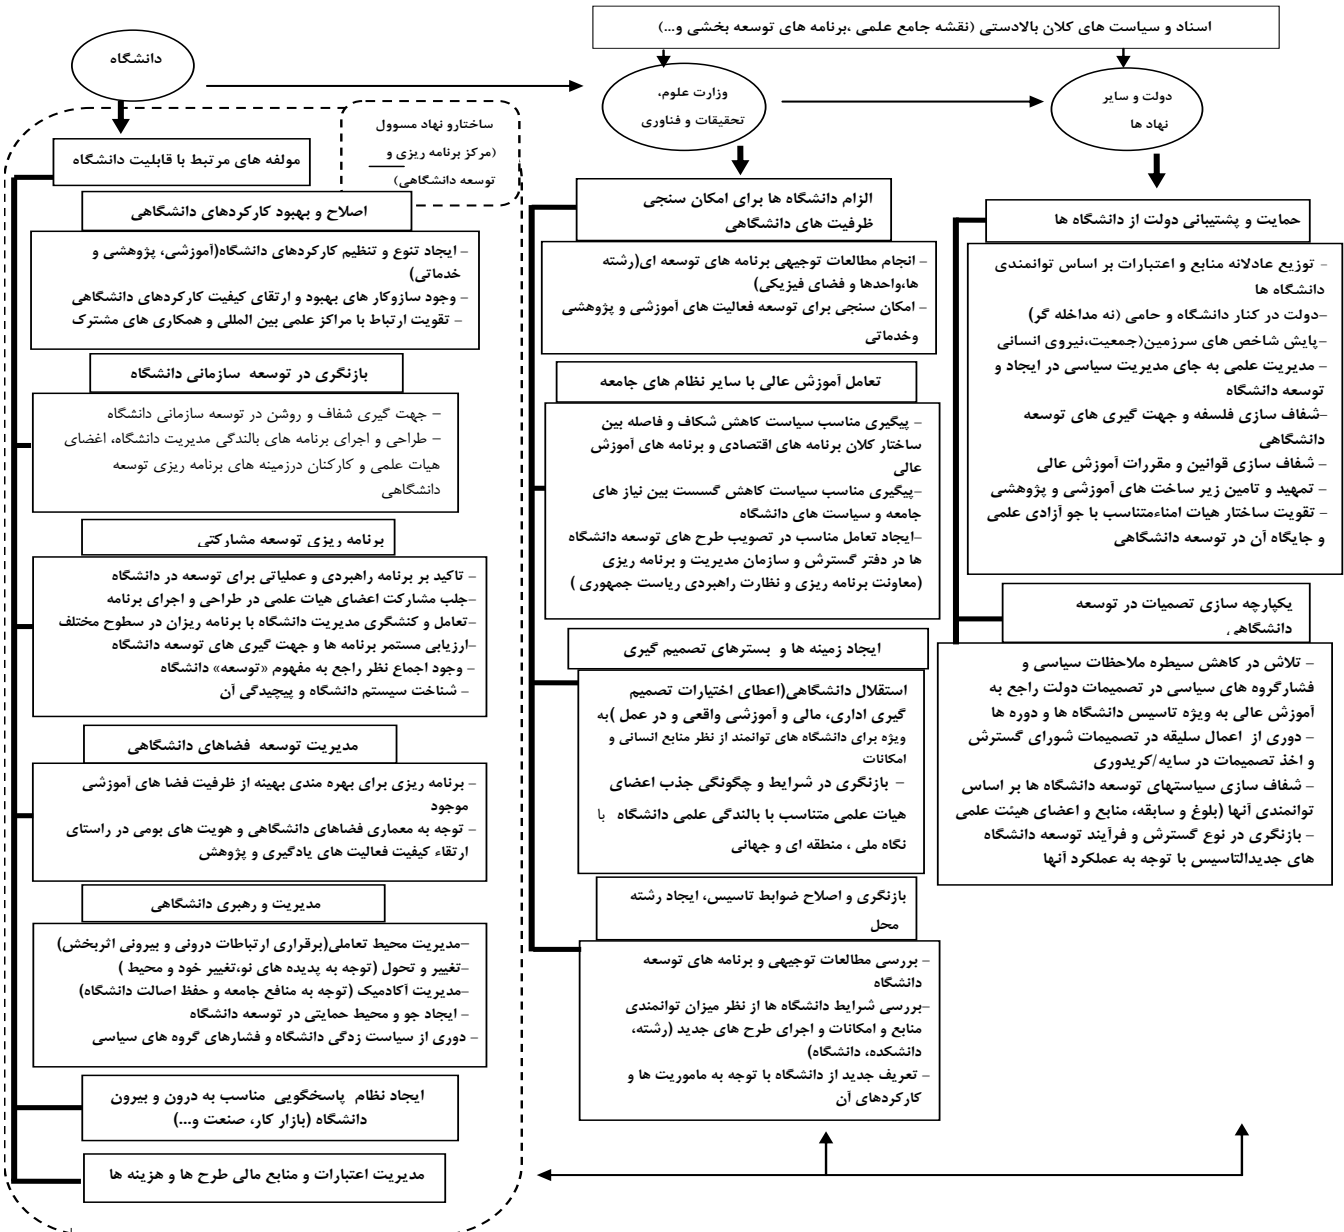 اسناد و سیاست های کلان بالادستی (نقشه جامع علمی ،برنامه های توسعه بخشی و...)
دانشگاه
وزارت علوم،
تحقیقات و فناوری
دولت و سایر
نهاد ها
ساختارو نهاد مسوول
(مرکز برنامه ریزی و
توسعه دانشگاهی)
مولفه های مرتبط با قابلیت دانشگاه
اصلاح و بهبود کارکردهای دانشگاهی
– ایجاد تنوع و تنظیم کارکردهای دانشگاه(آموزشی، پژوهشی و
خدماتی)
– وجود سازوکار های بهبود و ارتقای کیفیت کارکردهای دانشگاهی
– تقویت ارتباط با مراکز علمی بین المللی و همکاری های مشترک
بازنگری در توسعه سازمانی دانشگاه
– جهت گیری شفاف و روشن در توسعه سازمانی دانشگاه
– طراحی و اجرای برنامه های بالندگی مدیریت دانشگاه، اغضای
هیات علمی و کارکنان درزمینه های برنامه ریزی توسعه
دانشگاهی
برنامه ریزی توسعه مشارکتی
– تاکید بر برنامه راهبردی و عملیاتی برای توسعه در دانشگاه
–جلب مشارکت اعضای هیات علمی در طراحی و اجرای برنامه
–تعامل و کنشگری مدیریت دانشگاه با برنامه ریزان در سطوح مختلف
–ارزیابی مستمر برنامه ها و جهت گیری های توسعه دانشگاه
– وجود اجماع نظر راجع به مفهوم «توسعه» دانشگاه
– شناخت سیستم دانشگاه و پیچیدگی آن
مدیریت توسعه فضاهای دانشگاهی
– برنامه ریزی برای بهره مندی بهینه از ظرفیت فضا های آموزشی
موجود
– توجه به معماری فضاهای دانشگاهی و هویت های بومی در راستای
ارتقاء کیفیت فعالیت های یادگیری و پژوهش
مدیریت و رهبری دانشگاهی
–مدیریت محیط تعاملی(برقراری ارتباطات درونی و بیرونی اثربخش)
–تغییر و تحول (توجه به پدیده های نو،تغییر خود و محیط )
–مدیریت آکادمیک (توجه به منافع جامعه و حفظ اصالت دانشگاه)
– ایجاد جو و محیط حمایتی در توسعه دانشگاه
– دوری از سیاست زدگی دانشگاه و فشارهای گروه های سیاسی
ایجاد نظام پاسخگویی مناسب به درون و بیرون
دانشگاه (بازار کار، صنعت و...)
مدیریت اعتبارات و منابع مالی طرح ها و هزینه ها
الزام دانشگاه ها برای امکان سنجی
ظرفیت های دانشگاهی
– انجام مطالعات توجیهی برنامه های توسعه ای(رشته
ها،واحدها و فضای فیزیکی)
– امکان سنجی برای توسعه فعالیت های آموزشی و پژوهشی
وخدماتی
تعامل آموزش عالی با سایر نظام های جامعه
– پیگیری مناسب سیاست کاهش شکاف و فاصله بین
ساختار کلان برنامه های اقتصادی و برنامه های آموزش
عالی
–پیگیری مناسب سیاست کاهش گسست بین نیاز های
جامعه و سیاست های دانشگاه
–ایجاد تعامل مناسب در تصویب طرح های توسعه دانشگاه
ها در دفتر گسترش و سازمان مدیریت و برنامه ریزی
(معاونت برنامه ریزی و نظارت راهبردی ریاست جمهوری )
ایجاد زمینه ها و بسترهای تصمیم گیری
استقلال دانشگاهی(اعطای اختیارات تصمیم
گیری اداری، مالی و آموزشی واقعی و در عمل )به
ویژه برای دانشگاه های توانمند از نظر منابع انسانی و
امکانات
– بازنگری در شرایط و چگونگی جذب اعضای
هیات علمی متناسب با بالندگی علمی دانشگاه با
نگاه ملی ، منطقه ای و جهانی
بازنگری و اصلاح ضوابط تاسیس، ایجاد رشته
محل
– بررسی مطالعات توجیهی و برنامه های توسعه
دانشگاه
–بررسی شرایط دانشگاه ها از نظر میزان توانمندی
منابع و امکانات و اجرای طرح های جدید (رشته،
دانشکده، دانشگاه)
– تعریف جدید از دانشگاه با توجه به ماموریت ها و
کارکردهای آن
حمایت و پشتیبانی دولت از دانشگاه ها
– توزیع عادلانه منابع و اعتبارات بر اساس توانمندی
دانشگاه ها
–دولت در کنار دانشگاه و حامی (نه مداخله گر)
–پایش شاخص های سرزمین(جمعیت،نیروی انسانی
– مدیریت علمی به جای مدیریت سیاسی در ایجاد و
توسعه دانشگاه
–شفاف سازی فلسفه و جهت گیری های توسعه
دانشگاهی
– شفاف سازی قوانین و مقررات آموزش عالی
– تمهید و تامین زیر ساخت های آموزشی و پژوهشی
– تقویت ساختار هیات امناءمتناسب با جو آزادی علمی
و جایگاه آن در توسعه دانشگاهی
یکپارچه سازی تصمیات در توسعه
دانشگاهی
– تلاش در کاهش سیطره ملاحظات سیاسی و
فشارگروه های سیاسی در تصمیمات دولت راجع به
آموزش عالی به ویژه تاسیس دانشگاه ها و دوره ها
– دوری از اعمال سلیقه در تصمیمات شورای گسترش
و اخذ تصمیمات در سایه/کریدوری
– شفاف سازی سیاستهای توسعه دانشگاه ها بر اساس
توانمندی آنها (بلوغ و سابقه، منابع و اعضای هیئت علمی
– بازنگری در نوع گسترش و فرآیند توسعه دانشگاه
های جدیدالتاسیس با توجه به عملکرد آنها